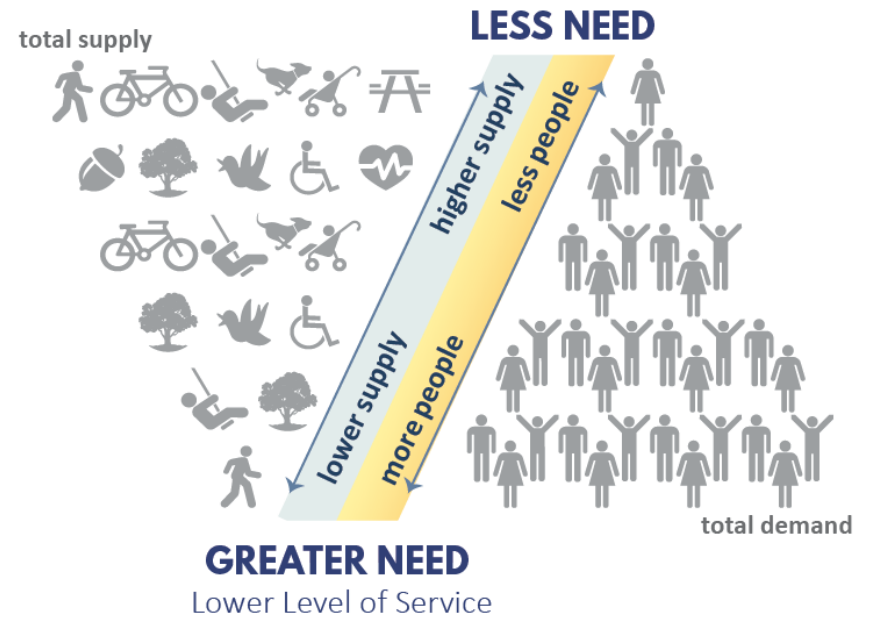 LESS NEED
total supply
higher supply
less people
lower supply
more people
total demand
GREATER NEED
Lower Level of Service